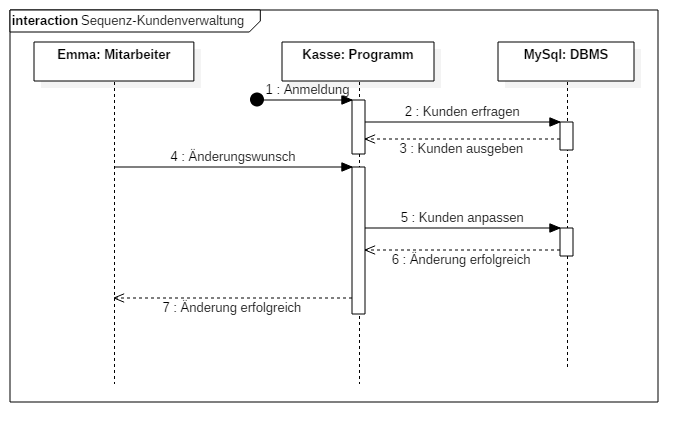 interaction Sequenz-Kundenverwaltung
Emma: Mitarbeiter
Kasse: Programm
MySql: DBMS
1 : Anmeldung
2 : Kunden erfragen
3 : Kunden ausgeben
4 : Änderungswunsch
5 : Kunden anpassen
6 : Änderung erfolgreich
7 : Änderung erfolgreich